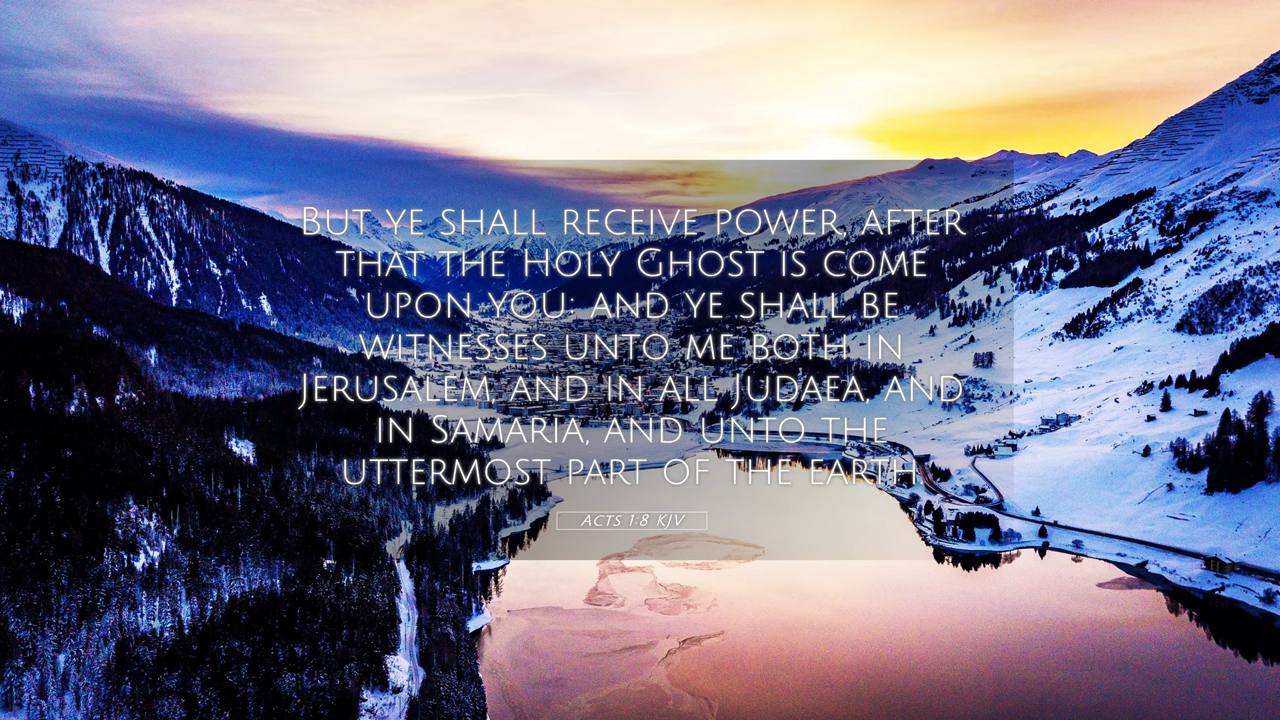 But ye shall receive power, after
that the Holy Ghost is come
upon you: and ye shall be
witnesses unto me both in
Jerusalem, and in all Judaea, and
in Samaria, and unto the
uttermost part of the earth.
Acts 1:8 KJV